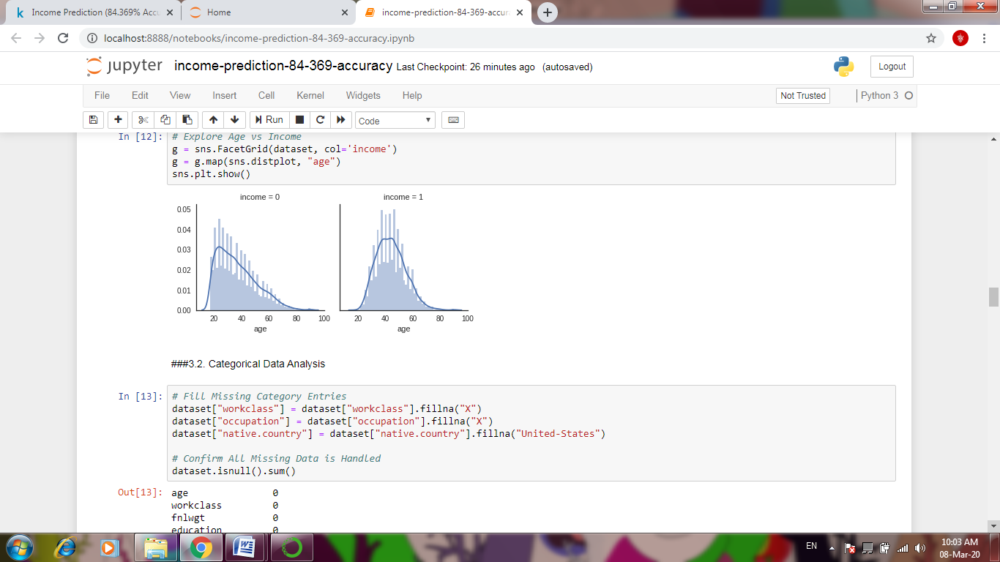 k Income Prediction (84.369% Accu
Home
income-prediction-84-369-accura
localhost:8888/notebooks/income-prediction-84-369-accuracy.ipynb
jupyter income-prediction-84-369-accuracy Last Checkpoint: 26 minutes ago (autosaved)
Logout
File Edit View Insert Cell Kernel Widgets Help
Not Trusted
Python 3
Run
Code
In [12]: # Explore Age vs Income
g = sns.FacetGrid(dataset, col='income')
g = g.map(sns.distplot, "age")
sns.plt.show()
income = 0 income = 1
0.05
0.04
0.03
0.02
0.01
0.00
20 40 60 80 100 20 40 60 80 100
age age
###3.2. Categorical Data Analysis
In [13]: # Fill Missing Category Entries
dataset["workclass"] = dataset["workclass"].fillna("X")
dataset["occupation"] = dataset["occupation"].fillna("X")
dataset["native.country"] = dataset["native.country"].fillna("United-States")
# Confirm All Missing Data is Handled
dataset.isnull().sum()
Out[13]: age 0
workclass 0
fnlwgt 0
education 0
EN
10:03 AM
08-Mar-20